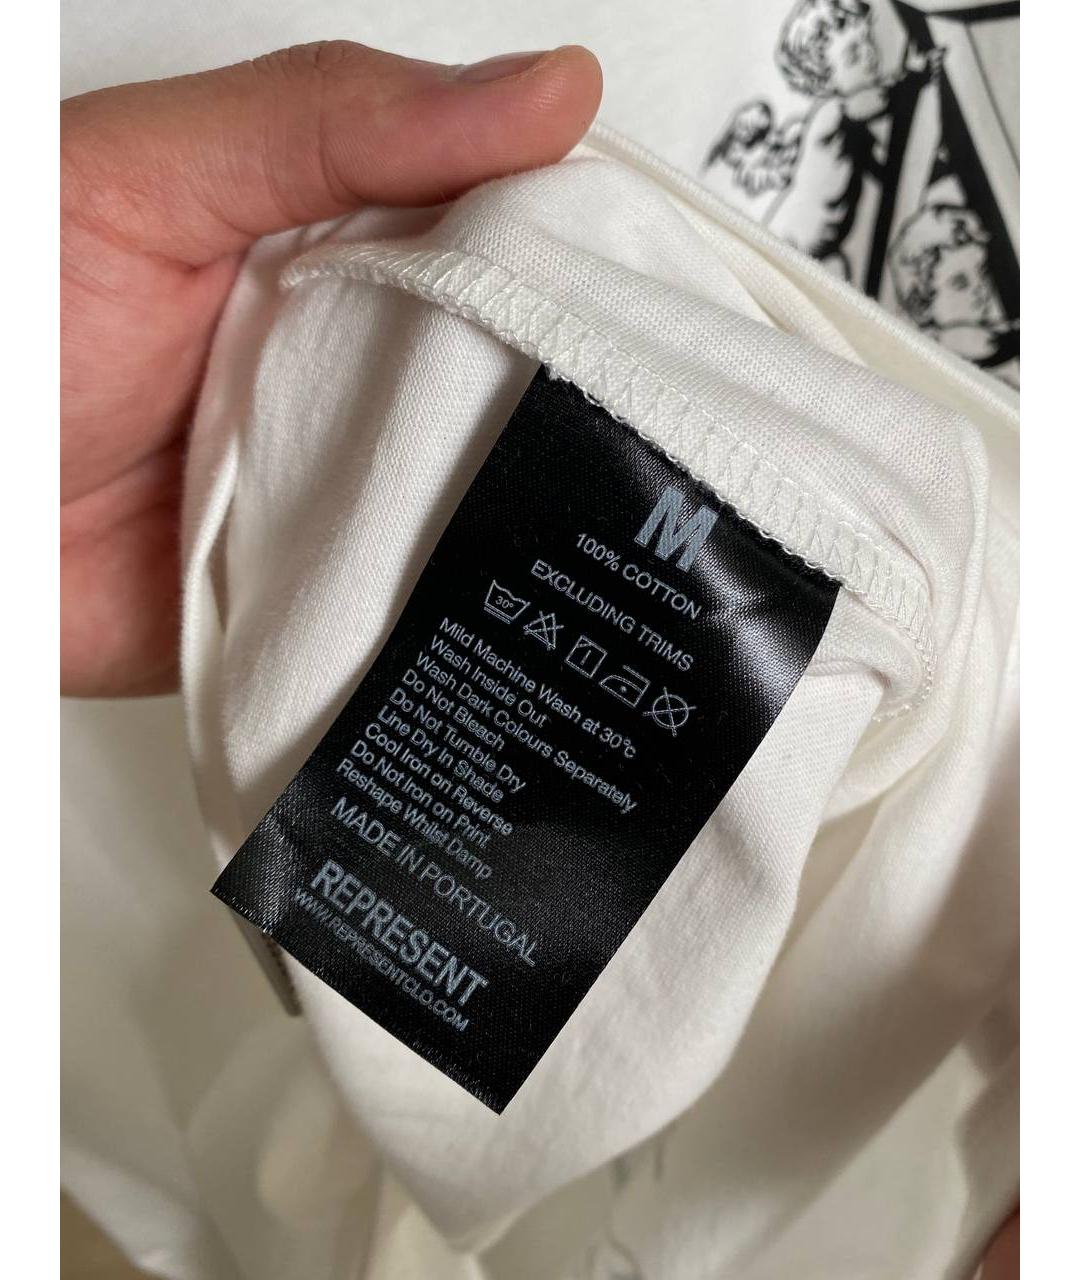 M
100% COTTON
EXCLUDING TRIMS
30°
Mild Machine Wash at 30°c
Wash Inside Out
Wash Dark Colours Separately
Do Not Bleach
Do Not Tumble Dry
Line Dry in Shade
Cool Iron on Reverse
Do Not Iron on Print
Reshape Whilst Damp
MADE IN PORTUGAL
REPRESENT
WWW.REPRESENTCLO.COM